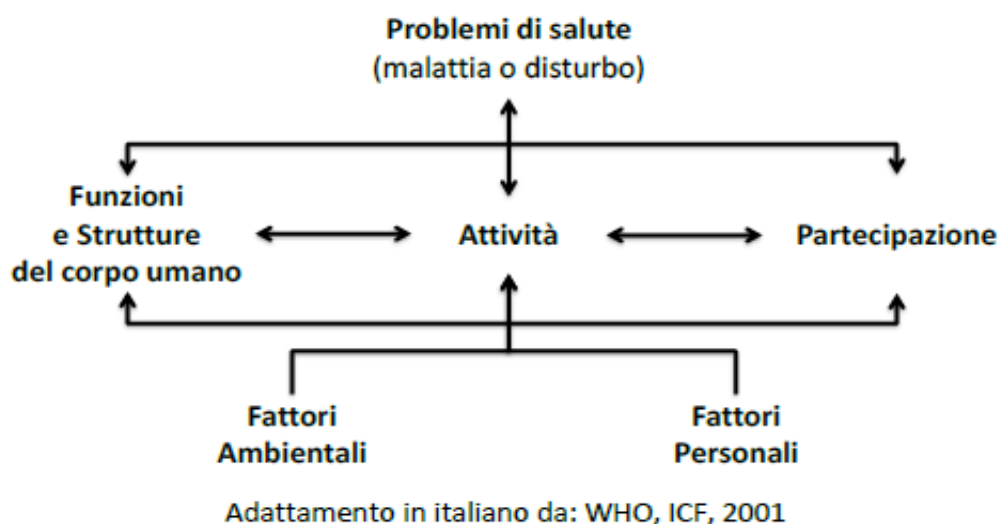 Problemi di salute
(malattia o disturbo)
Funzioni
e Strutture
del corpo umano
Attività
Partecipazione
Fattori
Ambientali
Fattori
Personali
Adattamento in italiano da: WHO, ICF, 2001